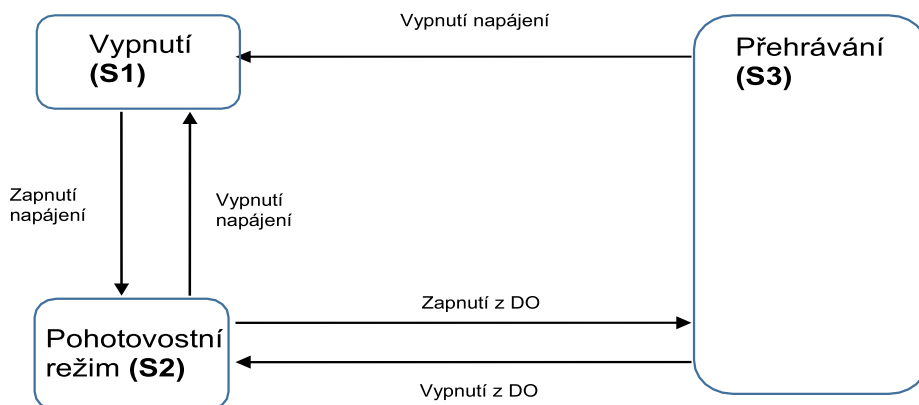 Vypnutí
(S1)
Vypnutí napájení
Přehrávání
(S3)
Zapnutí
napájení
Vypnutí
napájení
Zapnutí z DO
Pohotovostní
režim (S2)
Vypnutí z DO